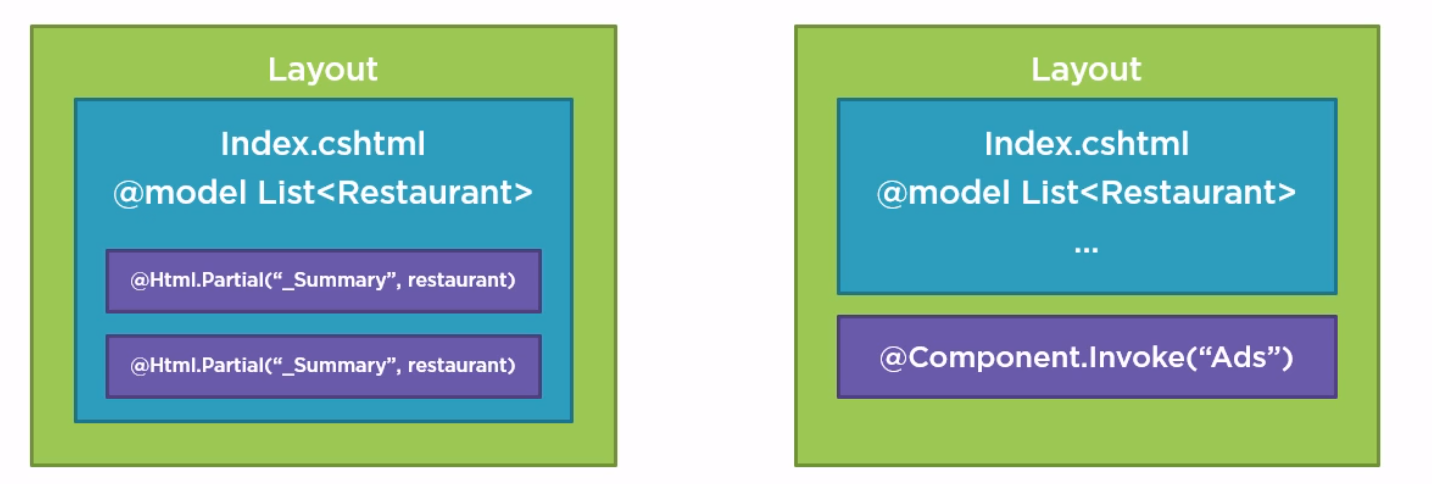 Layout
Index.cshtml
@model List<Restaurant>
@Html.Partial(“_Summary”, restaurant)
@Html.Partial(“_Summary”, restaurant)
Layout
Index.cshtml
@model List<Restaurant>
...
@Component.Invoke(“Ads”)